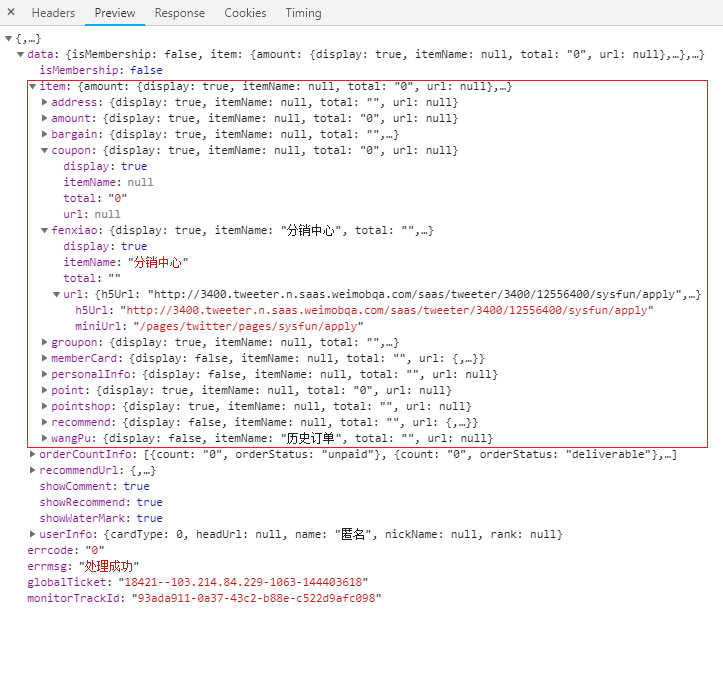 × Headers Preview Response Cookies Timing
{,…}
data: {isMembership: false, item: {amount: {display: true, itemName: null, total: "0", url: null},…},…}
isMembership: false
item: {amount: {display: true, itemName: null, total: "0", url: null},…}
address: {display: true, itemName: null, total: "", url: null}
amount: {display: true, itemName: null, total: "0", url: null}
bargain: {display: true, itemName: null, total: "",…}
coupon: {display: true, itemName: null, total: "0", url: null}
display: true
itemName: null
total: "0"
url: null
fenxiao: {display: true, itemName: "分销中心", total: "",…}
display: true
itemName: "分销中心"
total: ""
url: {h5Url: "http://3400.tweeter.n.saas.weimobqa.com/saas/tweeter/3400/12556400/sysfun/apply",…}
h5Url: "http://3400.tweeter.n.saas.weimobqa.com/saas/tweeter/3400/12556400/sysfun/apply"
miniUrl: "/pages/twitter/pages/sysfun/apply"
groupon: {display: true, itemName: null, total: "",…}
memberCard: {display: false, itemName: null, total: "", url: {,…}}
personalInfo: {display: false, itemName: null, total: "", url: null}
point: {display: true, itemName: null, total: "0", url: null}
pointshop: {display: true, itemName: null, total: "", url: null}
recommend: {display: false, itemName: null, total: "", url: {,…}}
wangPu: {display: false, itemName: "历史订单", total: "", url: null}
orderCountInfo: [{count: "0", orderStatus: "unpaid"}, {count: "0", orderStatus: "deliverable"},…]
recommendUrl: {,…}
showComment: true
showRecommend: true
showWaterMark: true
userInfo: {cardType: 0, headUrl: null, name: "匿名", nickName: null, rank: null}
errcode: "0"
errmsg: "处理成功"
globalTicket: "18421--103.214.84.229-1063-144403618"
monitorTrackId: "93ada911-0a37-43c2-b88e-c522d9afc098"